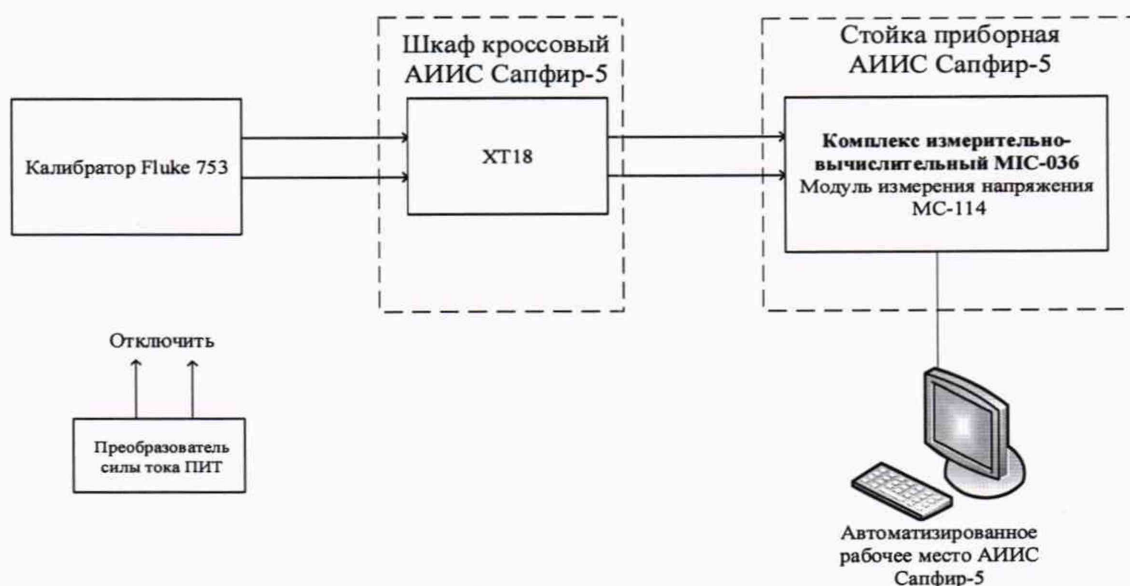 Шкаф кроссовый
АИИС Сапфир-5
Стойка приборная
АИИС Сапфир-5
Калибратор Fluke 753
XT18
Комплекс измерительно-
вычислительный MIC-036
Модуль измерения напряжения
МС-114
Отключить
Преобразователь
силы тока ПИТ
Автоматизированное
рабочее место АИИС
Сапфир-5